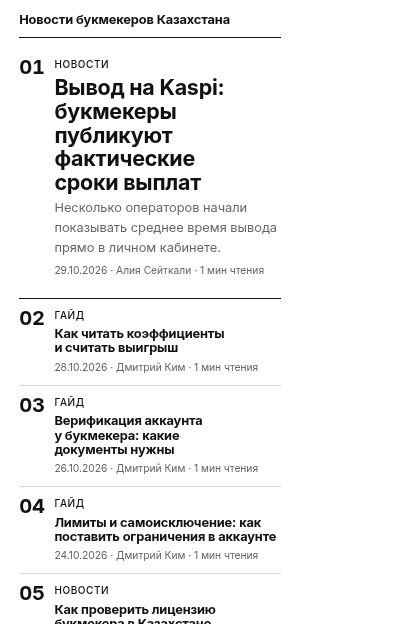 Новости букмекеров Казахстана
01
НОВОСТИ
Вывод на Kaspi:
букмекеры
публикуют
фактические
сроки выплат
Несколько операторов начали
показывать среднее время вывода
прямо в личном кабинете.
29.10.2026 · Алия Сейткали · 1 мин чтения
02
ГАЙД
Как читать коэффициенты
и считать выигрыш
28.10.2026 · Дмитрий Ким · 1 мин чтения
03
ГАЙД
Верификация аккаунта
у букмекера: какие
документы нужны
26.10.2026 · Дмитрий Ким · 1 мин чтения
04
ГАЙД
Лимиты и самоисключение: как
поставить ограничения в аккаунте
24.10.2026 · Дмитрий Ким · 1 мин чтения
05
НОВОСТИ
Как проверить лицензию
букмекера в Казахстане